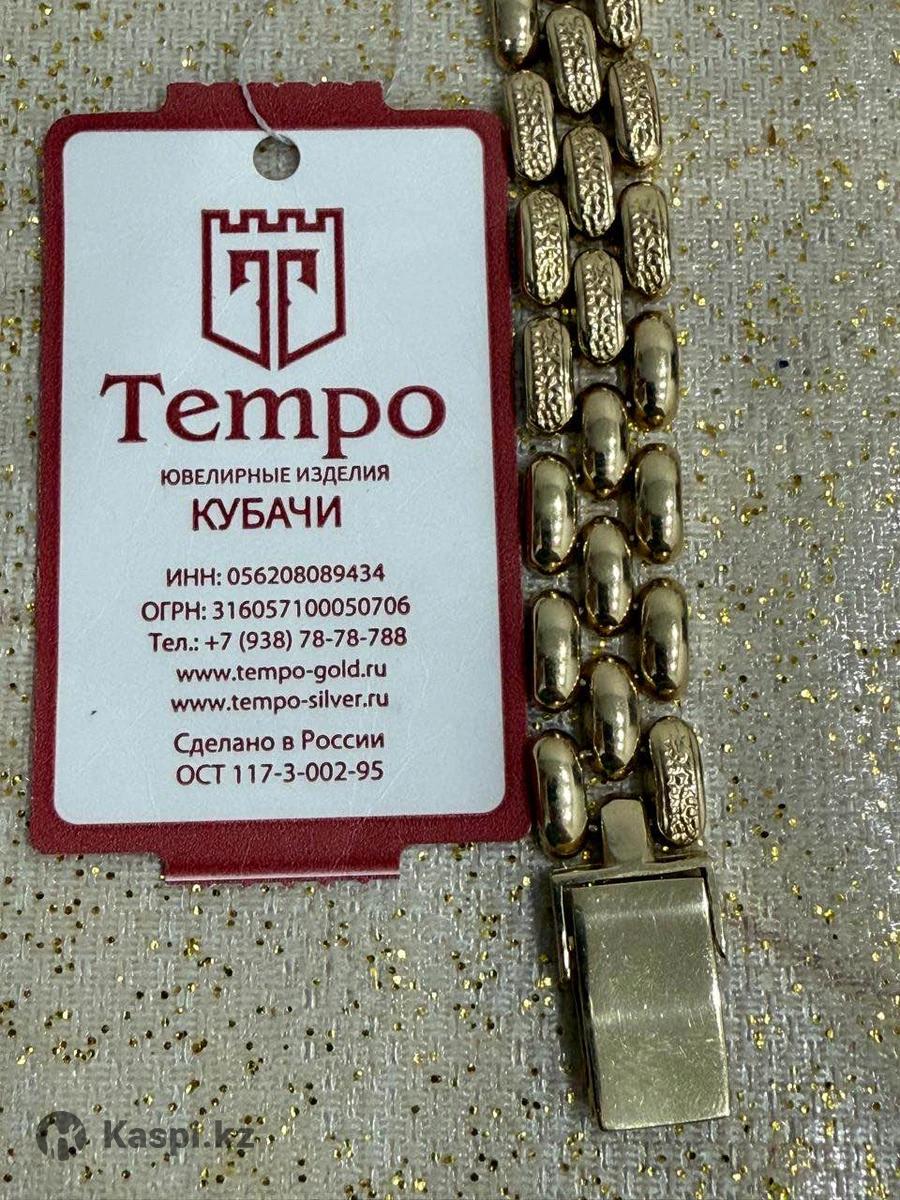 Tempo
ЮВЕЛИРНЫЕ ИЗДЕЛИЯ
КУБАЧИ
ИНН: 056208089434
ОГРН: 316057100050706
Тел.: +7 (938) 78-78-788
www.tempo-gold.ru
www.tempo-silver.ru
Сделано в России
ОСТ 117-3-002-95
Kaspi.kz